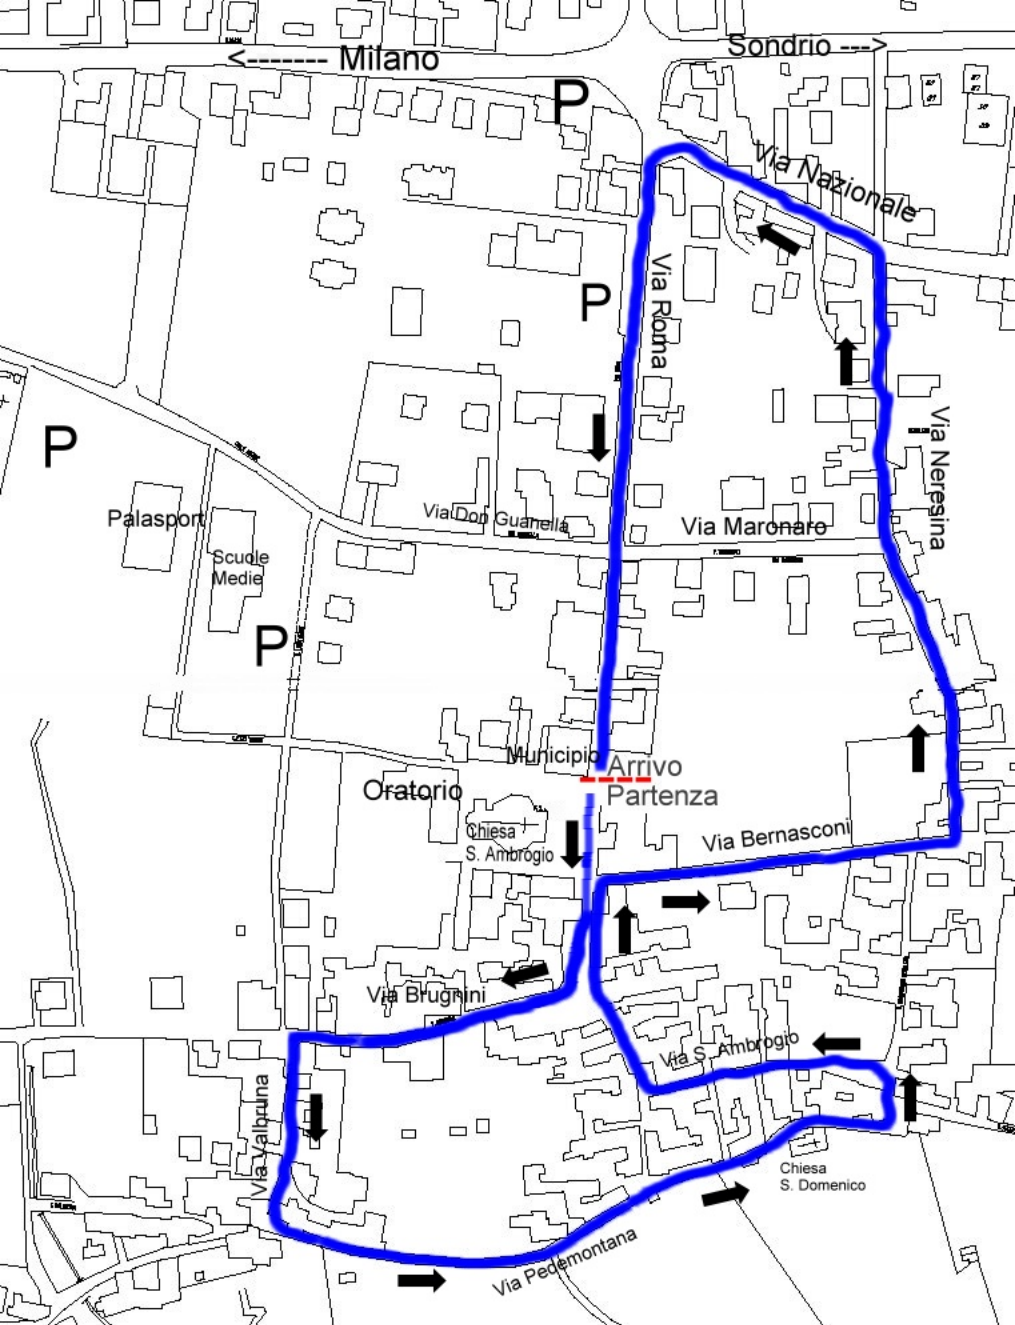 Sondrio --->
<------- Milano
P
Via Nazionale
Via Roma
P
P
Via Neresina
Via Don Guanella
Via Maronaro
Palasport
Scuole
Medie
P
Municipio
Arrivo
Partenza
Oratorio
Chiesa
S. Ambrogio
Via Bernasconi
Via Brugnini
Via S. Ambrogio
Via Valbruna
Chiesa
S. Domenico
Via Pedemontana